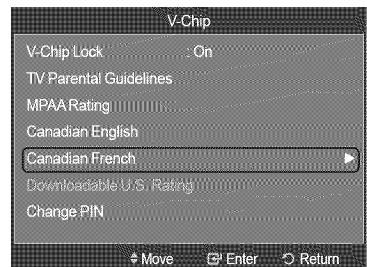 V-Chip
V-Chip Lock : On
TV Parental Guidelines
MPAA Rating
Canadian English
Canadian French
Downloadable U.S. Rating
Change PIN
Move Enter Return